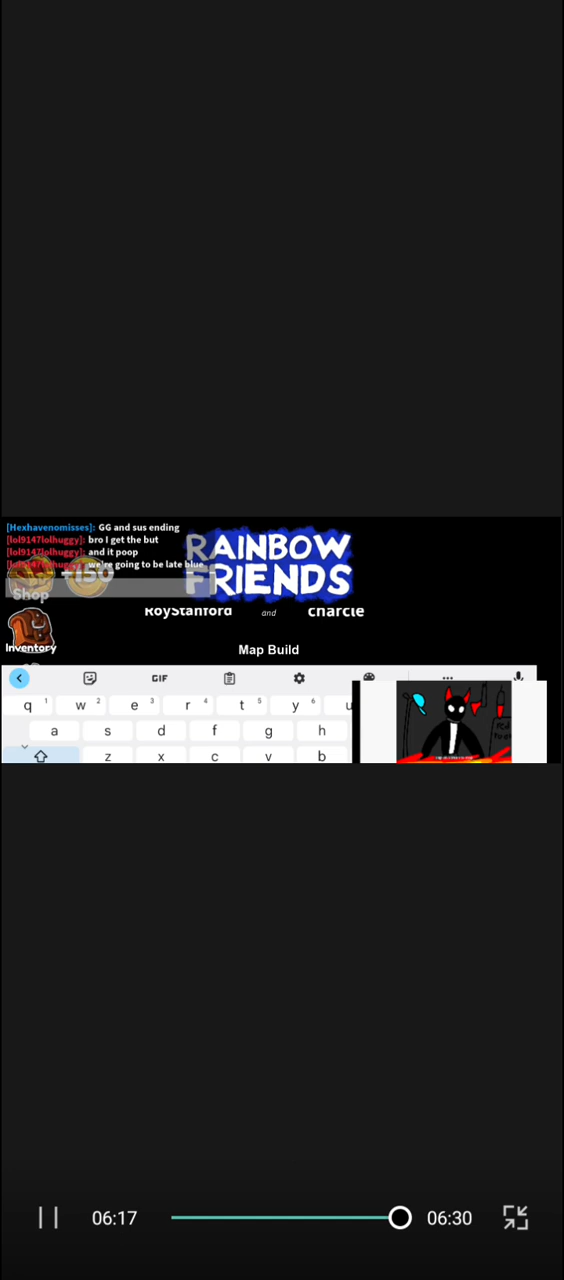 [Hexhavenomisses]: GG and sus ending
[lol9147lolhuggy]: bro I get the but
[lol9147lolhuggy]: and it poop
[lol9147lolhuggy]: we're going to be late blue
RAINBOW
FRIENDS
+150
Shop
RoyStanford and charcle
Inventory
Map Build
GIF
q 1 w 2 e 3 r 4 t 5 y 6 u
a s d f g h
z x c v b
06:17 06:30